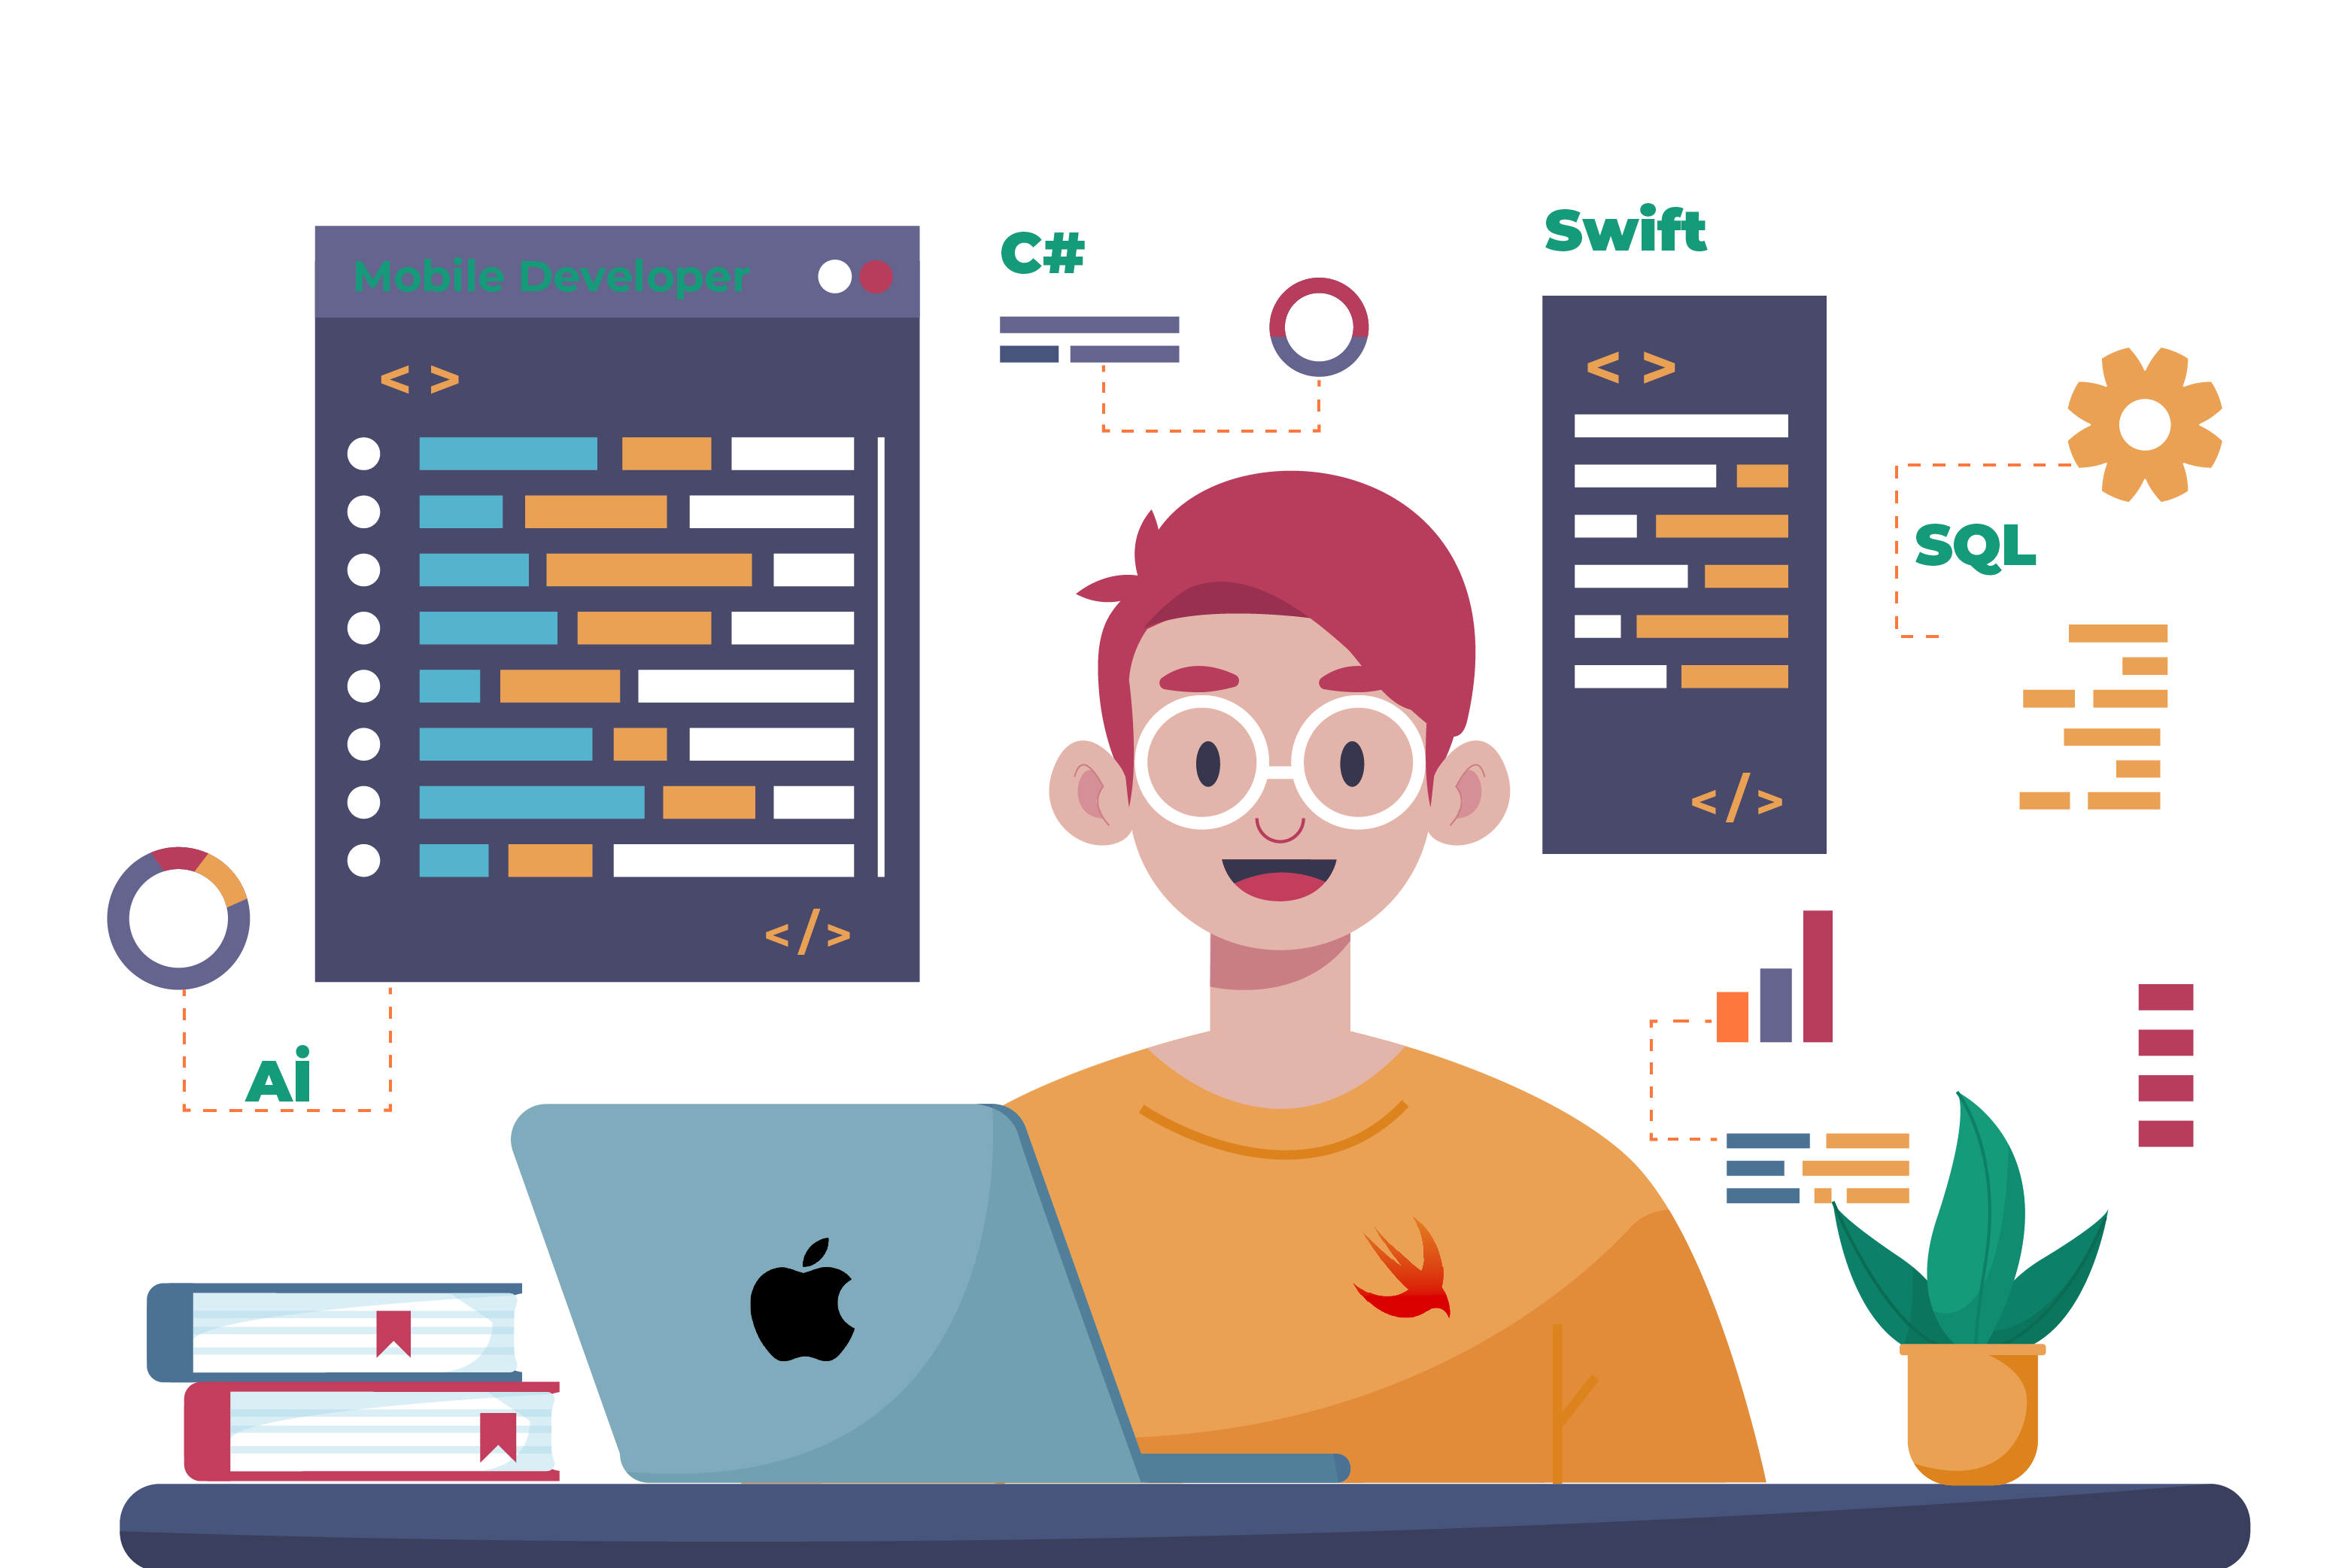 Mobile Developer
C#
Swift
< >
< >
SQL
</>
</>
Ai